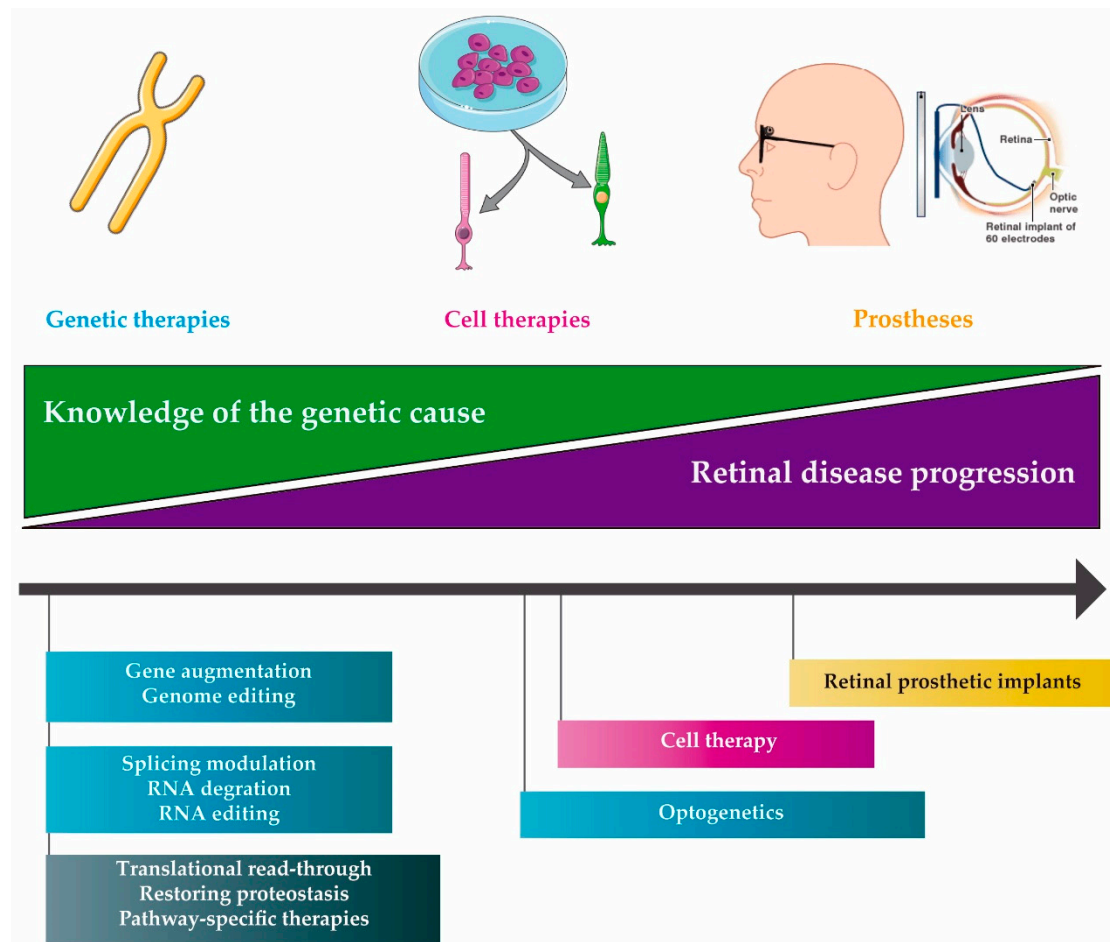 Lens
Retina
Optic
nerve
Retinal implant of
60 electrodes
Genetic therapies
Cell therapies
Prostheses
Knowledge of the genetic cause
Retinal disease progression
Gene augmentation
Genome editing
Splicing modulation
RNA degration
RNA editing
Translational read-through
Restoring proteostasis
Pathway-specific therapies
Retinal prosthetic implants
Cell therapy
Optogenetics